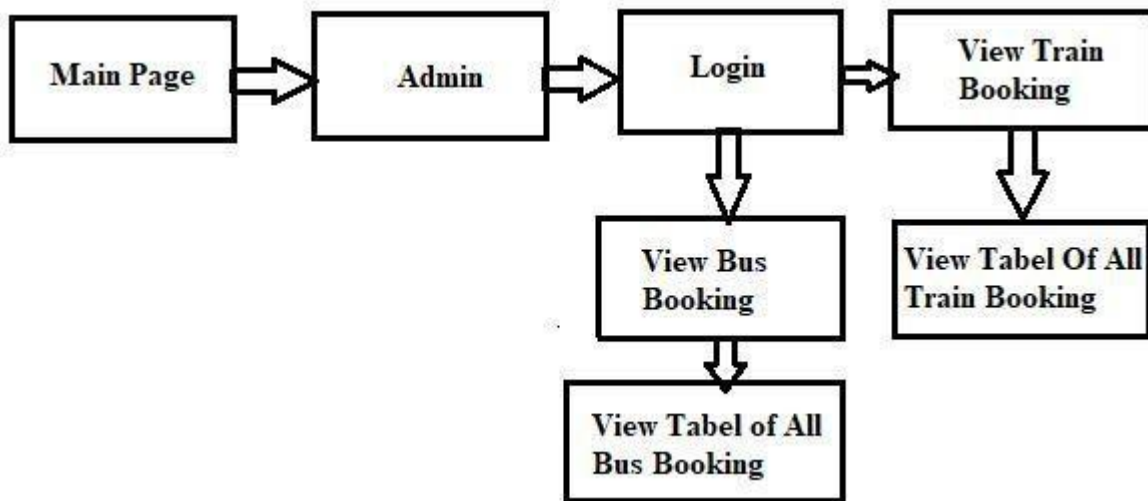 Main Page
Admin
Login
View Train
Booking
View Bus
Booking
View Tabel Of All
Train Booking
View Tabel of All
Bus Booking